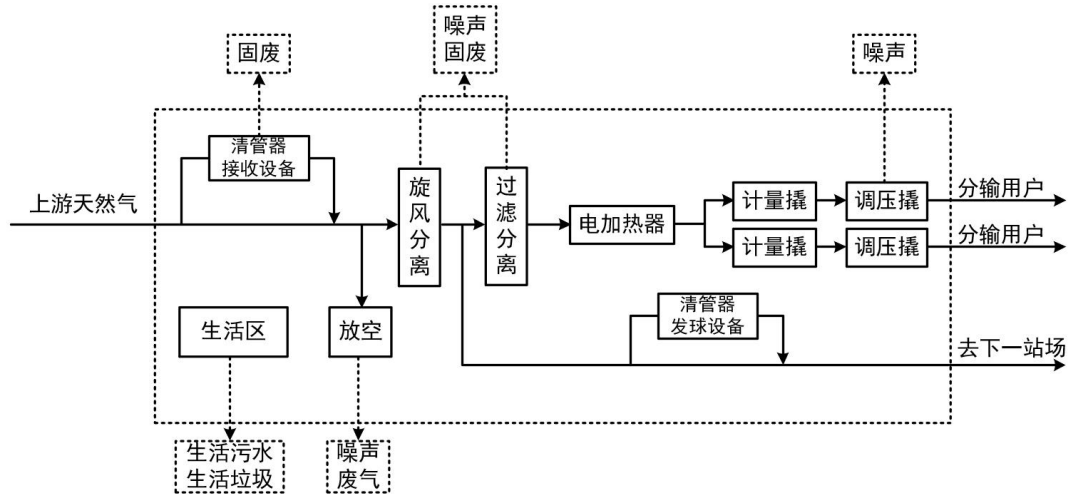 固废
噪声
固废
噪声
清管器
接收设备
上游天然气
旋风分离
过滤分离
电加热器
计量撬
调压撬
分输用户
计量撬
调压撬
分输用户
生活区
放空
清管器
发球设备
去下一站场
生活污水
生活垃圾
噪声
废气